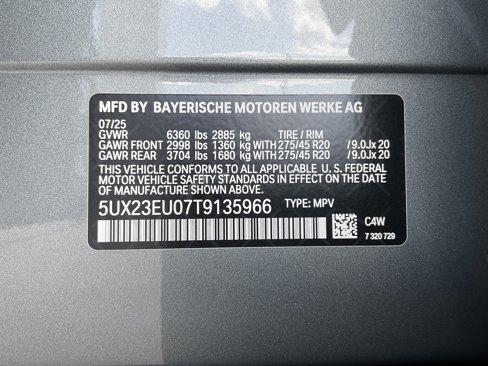 MFD BY BAYERISCHE MOTOREN WERKE AG
07/25
GVWR 6360 lbs 2885 kg TIRE / RIM
GAWR FRONT 2998 lbs 1360 kg WITH 275/45 R20 /9.0Jx 20
GAWR REAR 3704 lbs 1680 kg WITH 275/45 R20 /9.0Jx 20
THIS VEHICLE CONFORMS TO ALL APPLICABLE U. S. FEDERAL
MOTOR VEHICLE SAFETY STANDARDS IN EFFECT ON THE
DATE OF MANUFACTURE SHOWN ABOVE.
5UX23EU07T9135966 TYPE: MPV
C4W
7 320 729